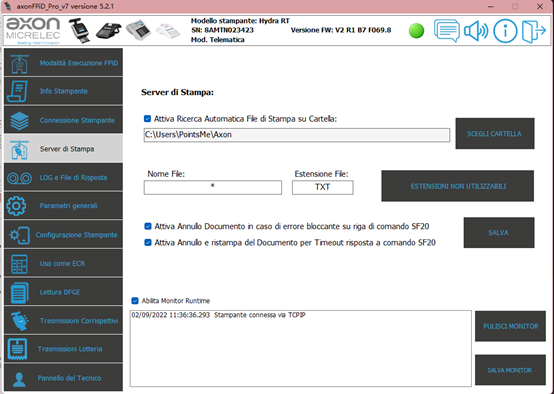 axonFPiD_Pro_v7 versione 5.2.1
axon
MICRELEC
Modello stampante: Hydra RT
SN: 8AMTN023423
Versione FW: V2 R1 B7 F069.8
Mod. Telematica
Modalità Esecuzione FPiD
Info Stampante
Connessione Stampante
Server di Stampa
LOG e File di Risposta
Parametri generali
Configurazione Stampante
Uso come ECR
Lettura DFGE
Trasmissioni Corrispettivi
Trasmissioni Lotteria
Pannello del Tecnico
Server di Stampa:
Attiva Ricerca Automatica File di Stampa su Cartella:
C:\Users\PointsMe\Axon
SCEGLI CARTELLA
Nome File:
Estensione File:
*
TXT
ESTENSIONI NON UTILIZZABILI
Attiva Annullo Documento in caso di errore bloccante su riga di comando SF20
Attiva Annullo e ristampa del Documento per Timeout risposta a comando SF20
SALVA
Abilita Monitor Runtime
02/09/2022 11:36:36.293 Stampante connessa via TCPIP
PULISCI MONITOR
SALVA MONITOR